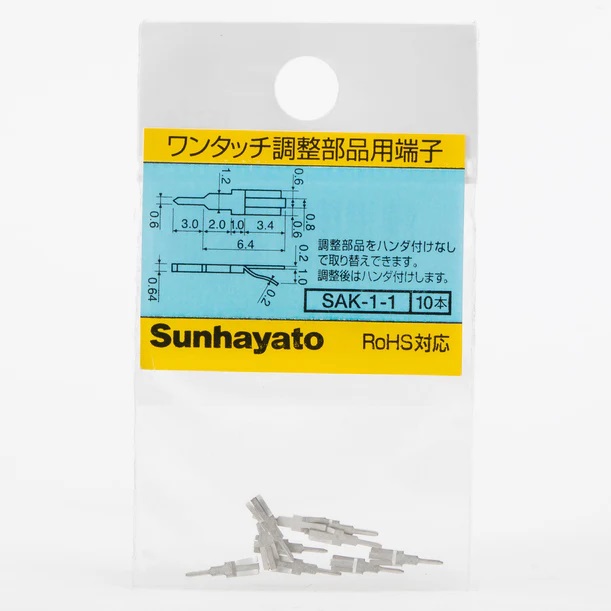 ワンタッチ調整部品用端子
1.2
0.6
0.6
3.0
2.0
1.0
3.4
0.8
0.6
6.4
0.2
0.64
0.2
1.0
調整部品をハンダ付けなし
で取り替えできます。
調整後はハンダ付けします。
SAK-1-1 10本
Sunhayato RoHS対応